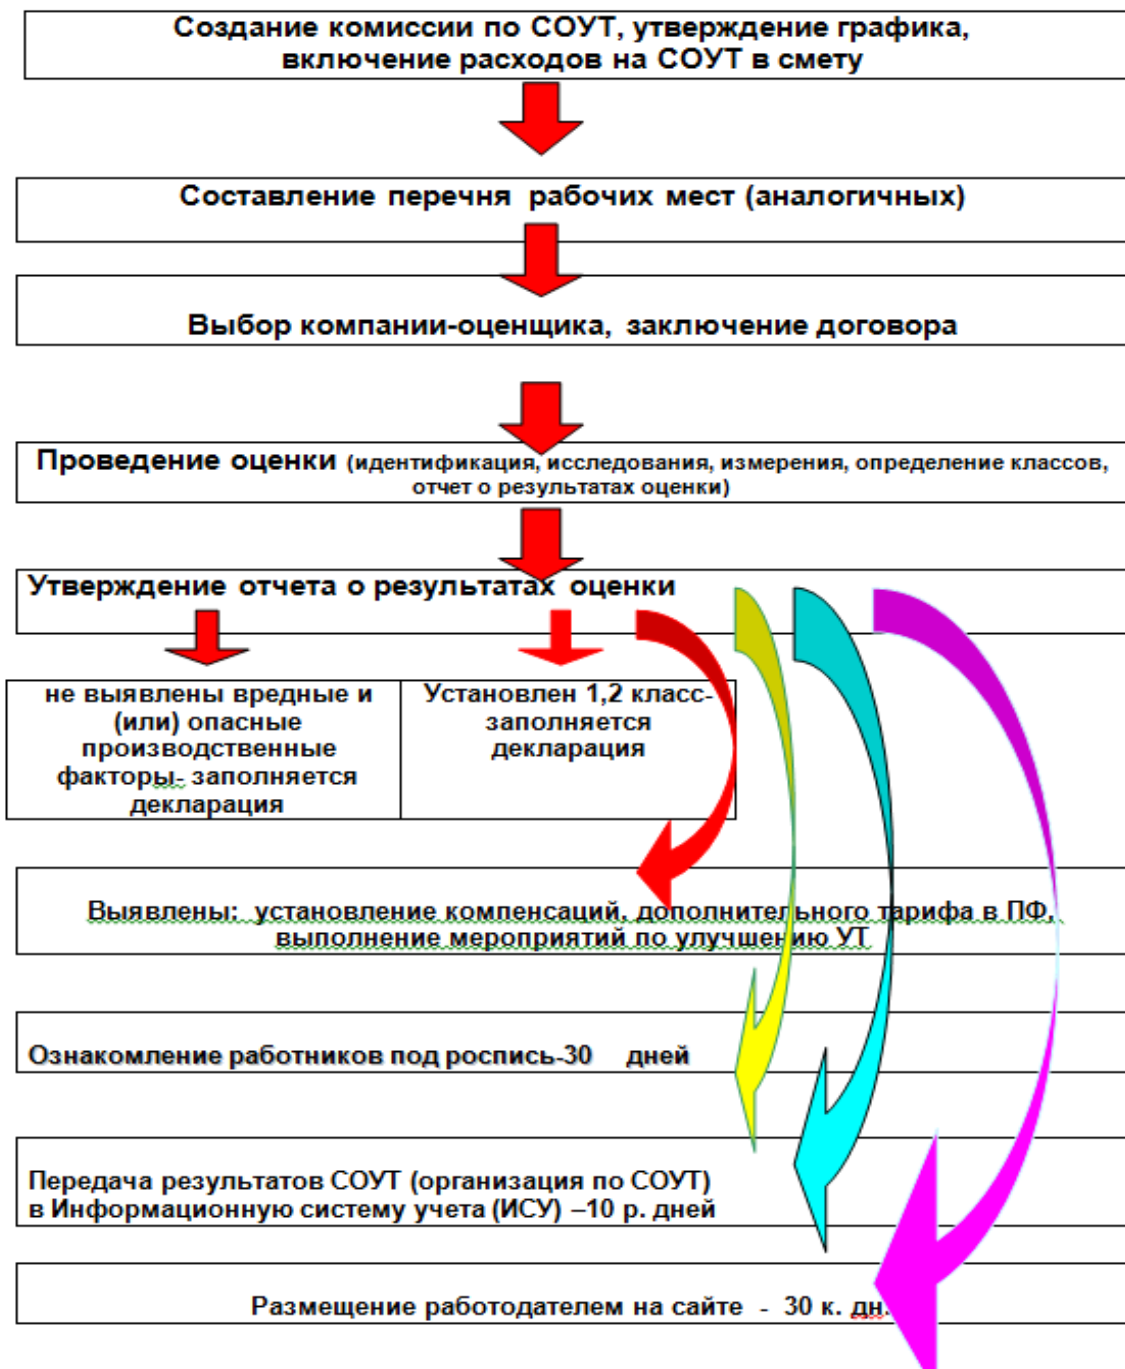 Создание комиссии по СОУТ, утверждение графика,
включение расходов на СОУТ в смету
Составление перечня рабочих мест (аналогичных)
Выбор компании-оценщика, заключение договора
Проведение оценки (идентификация, исследования, измерения, определение классов,
отчет о результатах оценки)
Утверждение отчета о результатах оценки
не выявлены вредные и
(или) опасные
производственные
факторы- заполняется
декларация
Установлен 1,2 класс-
заполняется
декларация
Выявлены: установление компенсаций, дополнительного тарифа в ПФ,
выполнение мероприятий по улучшению УТ
Ознакомление работников под роспись-30 дней
Передача результатов СОУТ (организация по СОУТ)
в Информационную систему учета (ИСУ) –10 р. дней
Размещение работодателем на сайте - 30 к. дн.